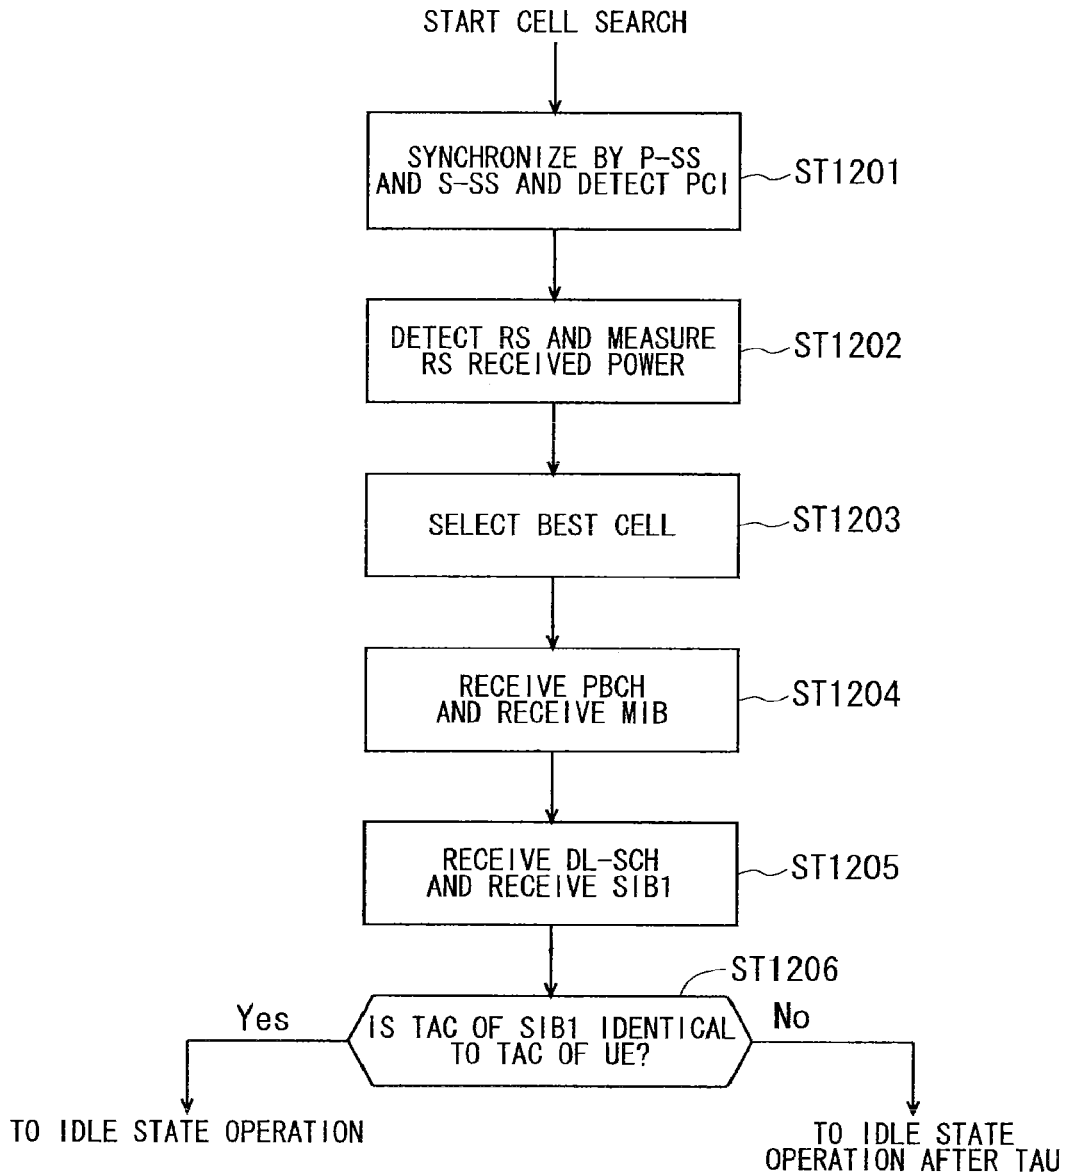 START CELL SEARCH
SYNCHRONIZE BY P-SS
AND S-SS AND DETECT PCI
ST1201
DETECT RS AND MEASURE
RS RECEIVED POWER
ST1202
SELECT BEST CELL
ST1203
RECEIVE PBCH
AND RECEIVE MIB
ST1204
RECEIVE DL-SCH
AND RECEIVE SIB1
ST1205
ST1206
IS TAC OF SIB1 IDENTICAL
TO TAC OF UE?
Yes
No
TO IDLE STATE OPERATION
TO IDLE STATE
OPERATION AFTER TAU